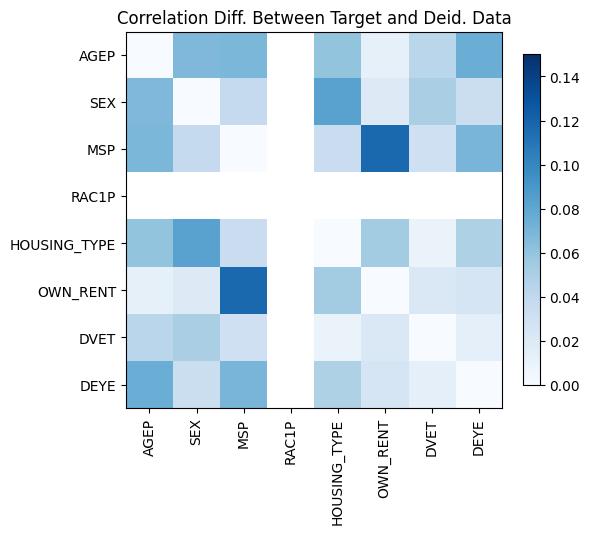 Correlation Diff. Between Target and Deid. Data
AGEP
SEX
MSP
RAC1P
HOUSING_TYPE
OWN_RENT
DVET
DEYE
0.14
0.12
0.10
0.08
0.06
0.04
0.02
0.00
AGEP
SEX
MSP
RAC1P
HOUSING_TYPE
OWN_RENT
DVET
DEYE